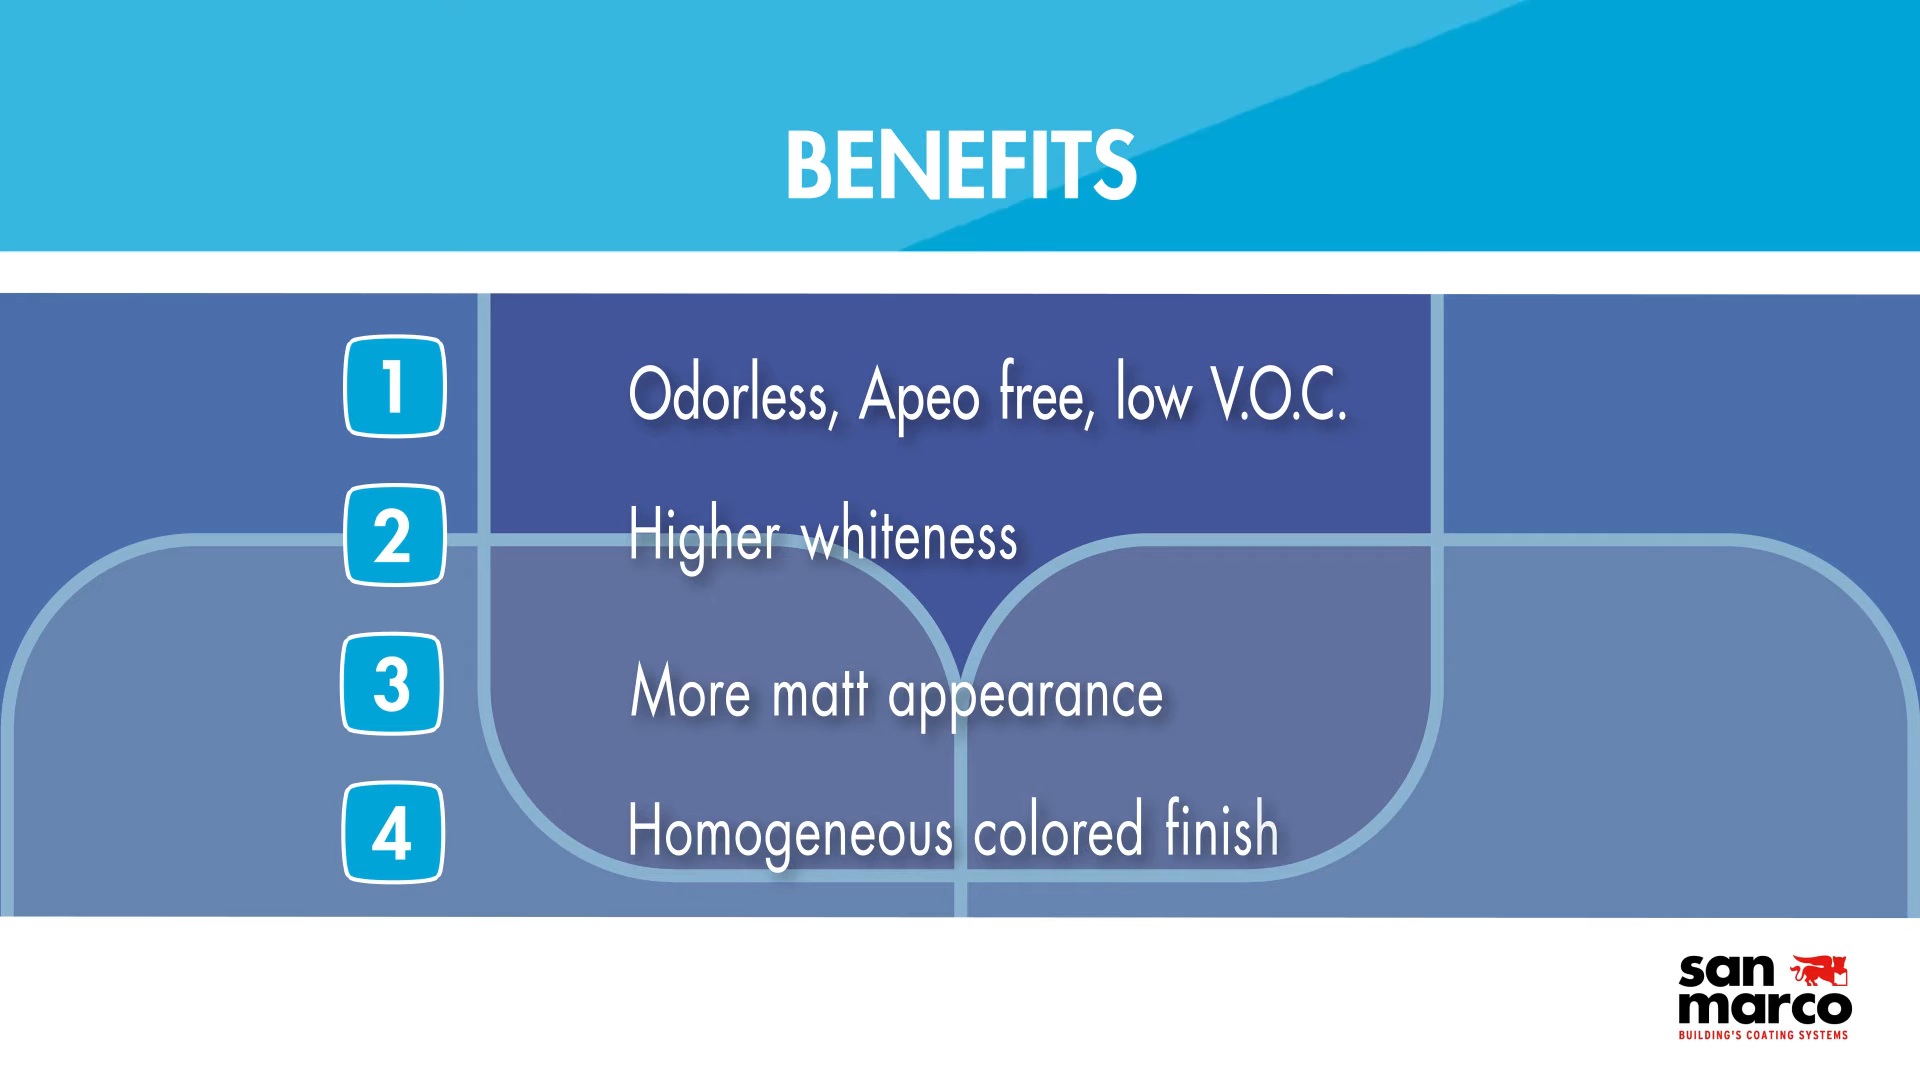 BENEFITS
1 Odorless, Apeo free, low V.O.C.
2 Higher whiteness
3 More matt appearance
4 Homogeneous colored finish
san
marco
BUILDING'S COATING SYSTEMS